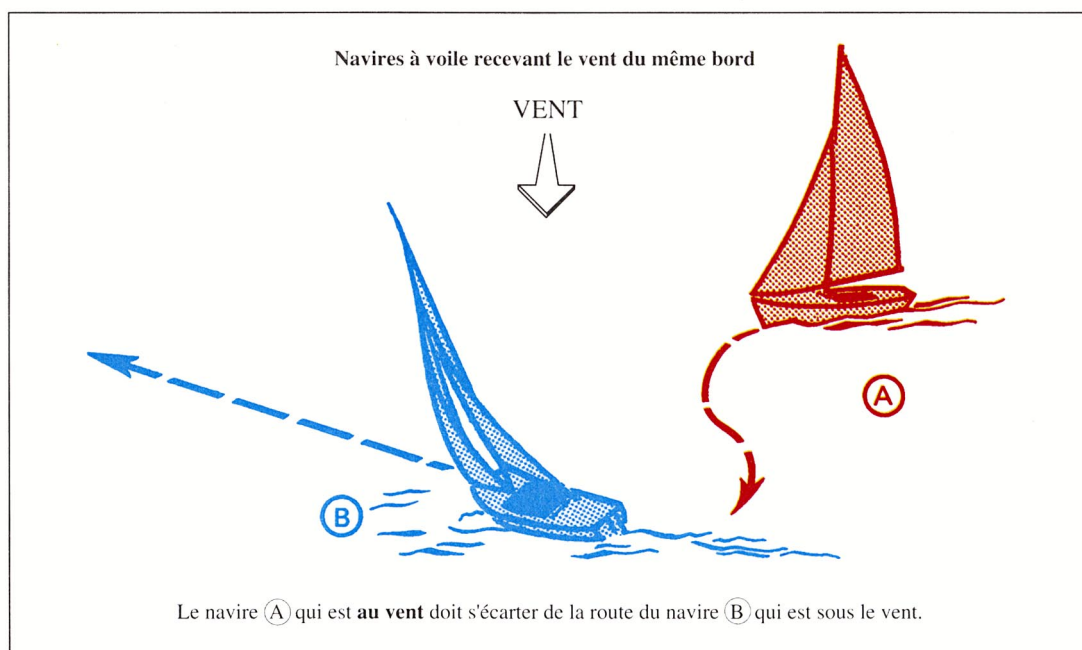 Navires à voile recevant le vent du même bord
VENT
A
B
Le navire A qui est au vent doit s'écarter de la route du navire B qui est sous le vent.